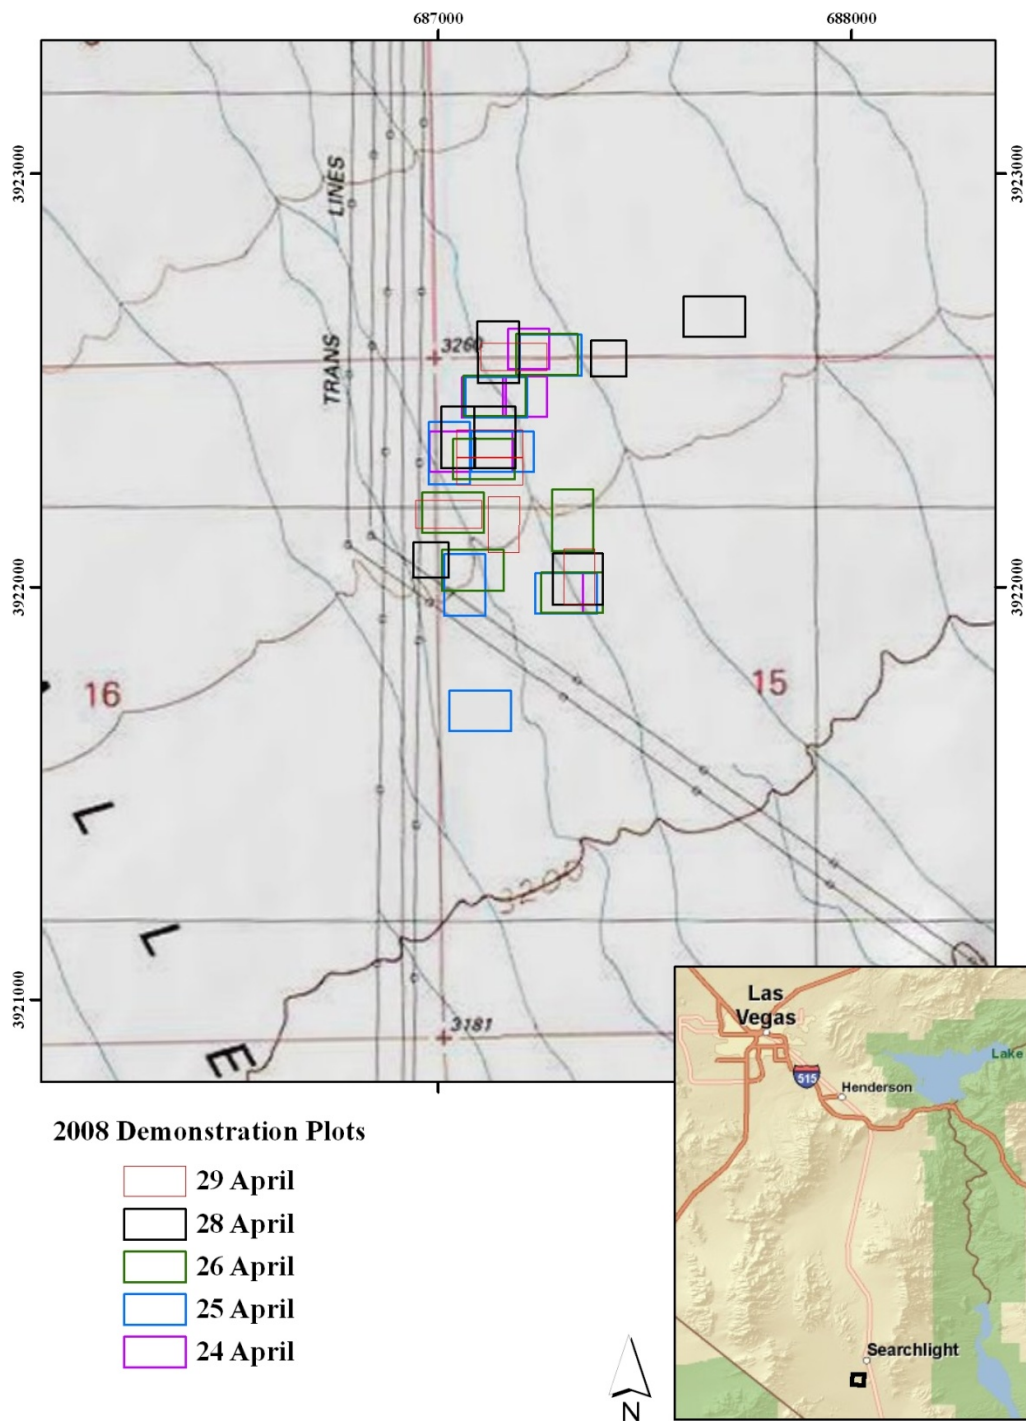 687000
688000
3923000
3923000
LINES
TRANS
3260
3922000
3922000
16
15
L
3200
L
3921000
3181
E
Las
Vegas
Lake
515
Henderson
2008 Demonstration Plots
29 April
28 April
26 April
25 April
24 April
Searchlight
N